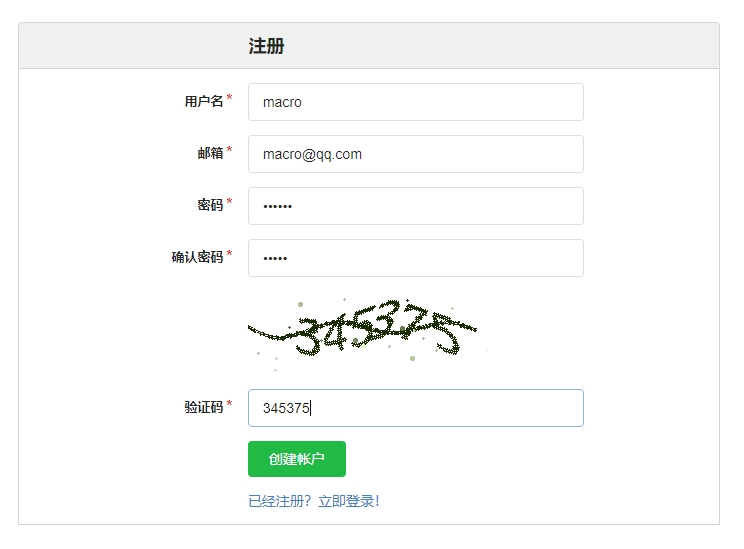 注册
用户名 *
macro
邮箱 *
macro@qq.com
密码 *
••••••
确认密码 *
•••••
345375
验证码 *
345375
创建帐户
已经注册？立即登录!